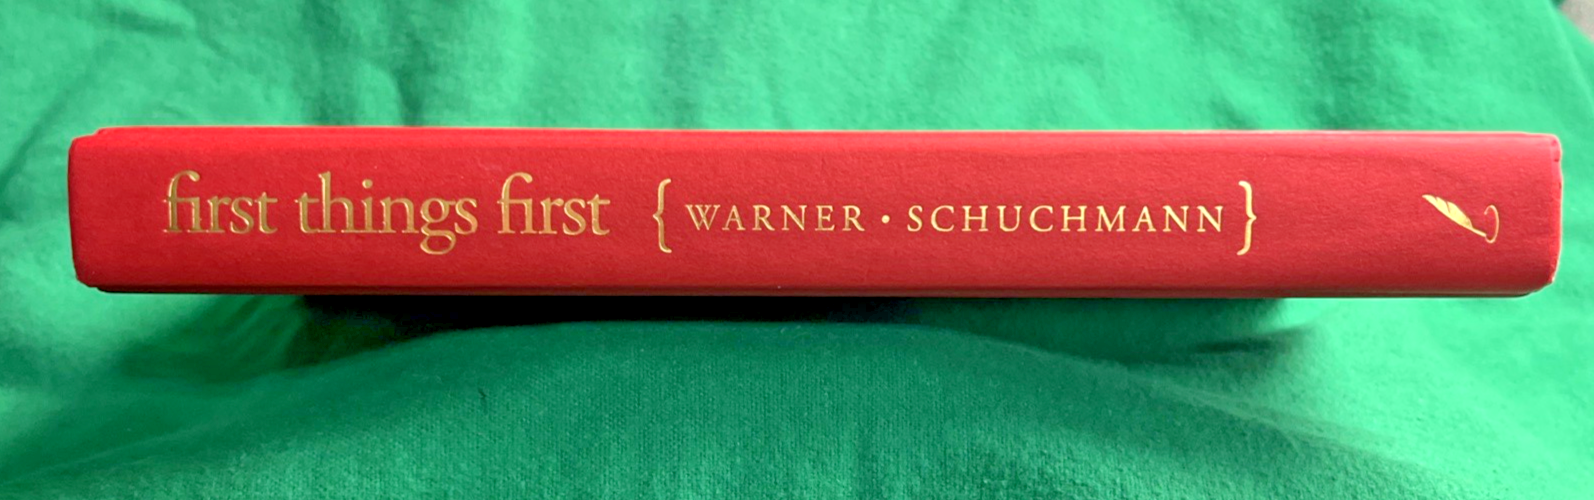 first things first { WARNER • SCHUCHMANN }